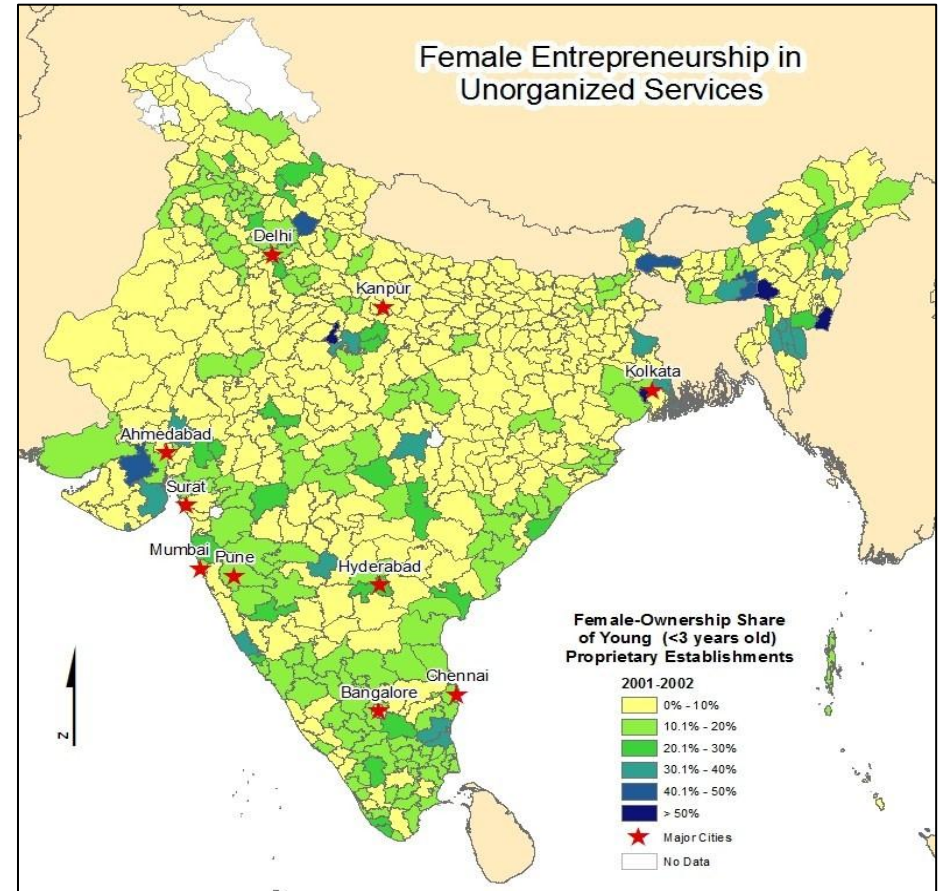 Female Entrepreneurship in
Unorganized Services
Delhi
Kanpur
Kolkata
Ahmedabad
Surat
Mumbai
Pune
Hyderabad
Bangalore
Chennai
N
Female-Ownership Share
of Young (<3 years old)
Proprietary Establishments
2001-2002
0% - 10%
10.1% - 20%
20.1% - 30%
30.1% - 40%
40.1% - 50%
> 50%
Major Cities
No Data